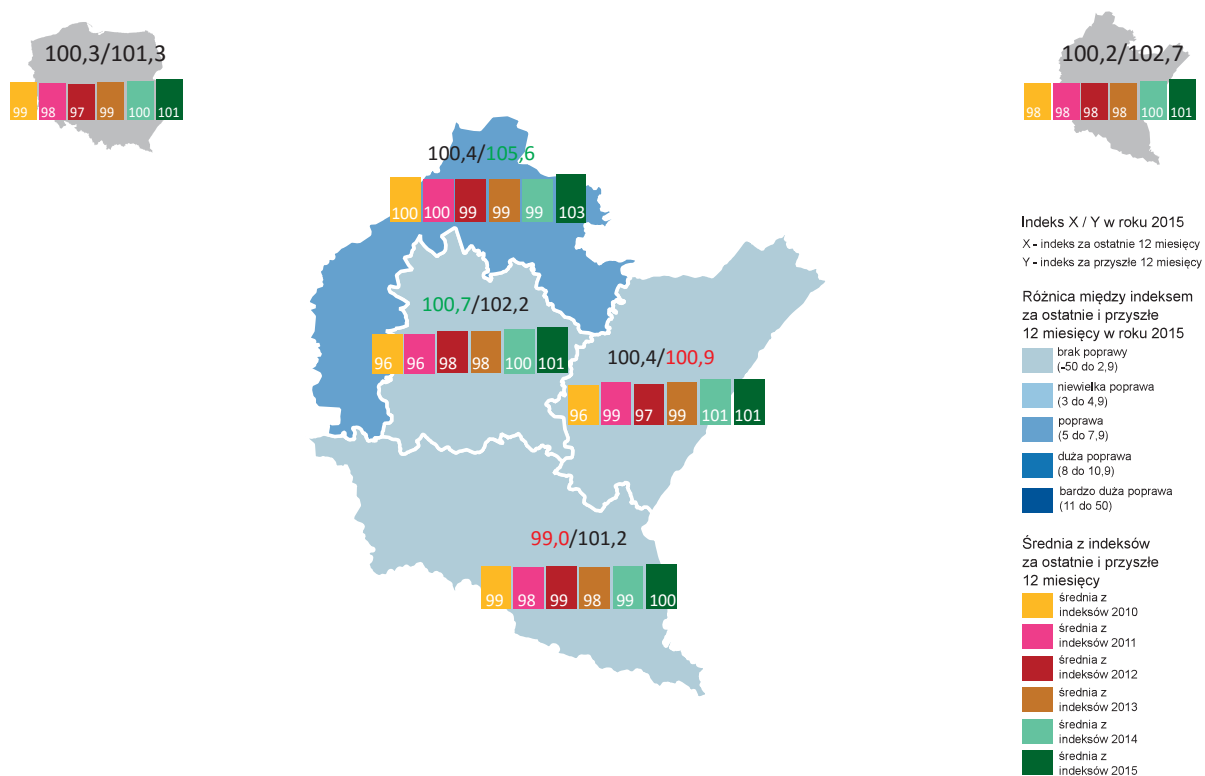 100,3/101,3
99 98 97 99 100 101
100,2/102,7
98 98 98 98 100 101
100,4/105,6
100 100 99 99 99 103
100,7/102,2
96 96 98 98 100 101
100,4/100,9
96 99 97 99 101 101
99,0/101,2
99 98 99 98 99 100
Indeks X / Y w roku 2015
X - indeks za ostatnie 12 miesięcy
Y - indeks za przyszłe 12 miesięcy
Różnica między indeksem
za ostatnie i przyszłe
12 miesięcy w roku 2015
brak poprawy
(-50 do 2,9)
niewielka poprawa
(3 do 4,9)
poprawa
(5 do 7,9)
duża poprawa
(8 do 10,9)
bardzo duża poprawa
(11 do 50)
Średnia z indeksów
za ostatnie i przyszłe
12 miesięcy
średnia z
indeksów 2010
średnia z
indeksów 2011
średnia z
indeksów 2012
średnia z
indeksów 2013
średnia z
indeksów 2014
średnia z
indeksów 2015